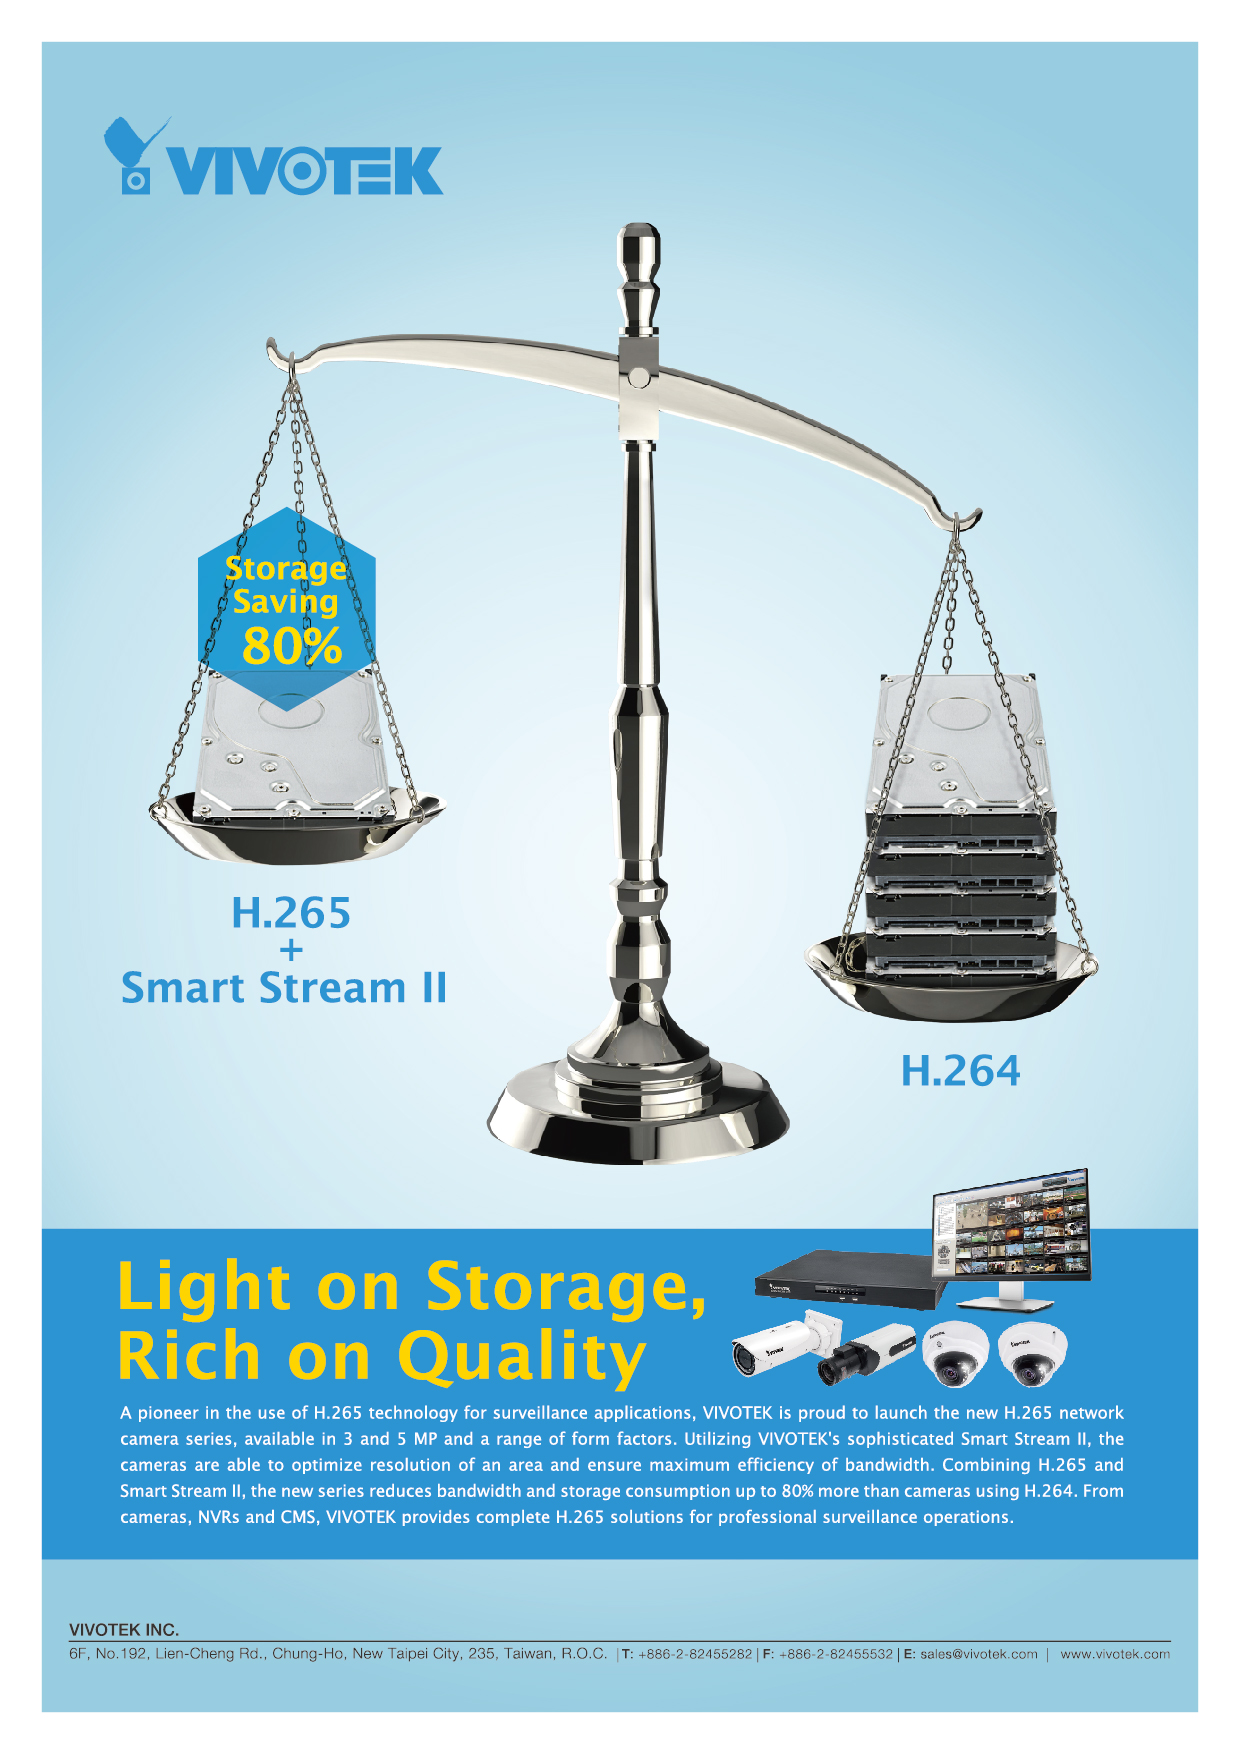 VIVOTEK
Storage
Saving
80%
H.265
+
Smart Stream II
H.264
Light on Storage,
Rich on Quality
VIVOTEK
VIVOTEK
VIVOTEK
A pioneer in the use of H.265 technology for surveillance applications, VIVOTEK is proud to launch the new H.265 network
camera series, available in 3 and 5 MP and a range of form factors. Utilizing VIVOTEK's sophisticated Smart Stream II, the
cameras are able to optimize resolution of an area and ensure maximum efficiency of bandwidth. Combining H.265 and
Smart Stream II, the new series reduces bandwidth and storage consumption up to 80% more than cameras using H.264. From
cameras, NVRs and CMS, VIVOTEK provides complete H.265 solutions for professional surveillance operations.
VIVOTEK INC.
6F, No.192, Lien-Cheng Rd., Chung-Ho, New Taipei City, 235, Taiwan, R.O.C. | T: +886-2-82455282 | F: +886-2-82455532 | E: sales@vivotek.com | www.vivotek.com